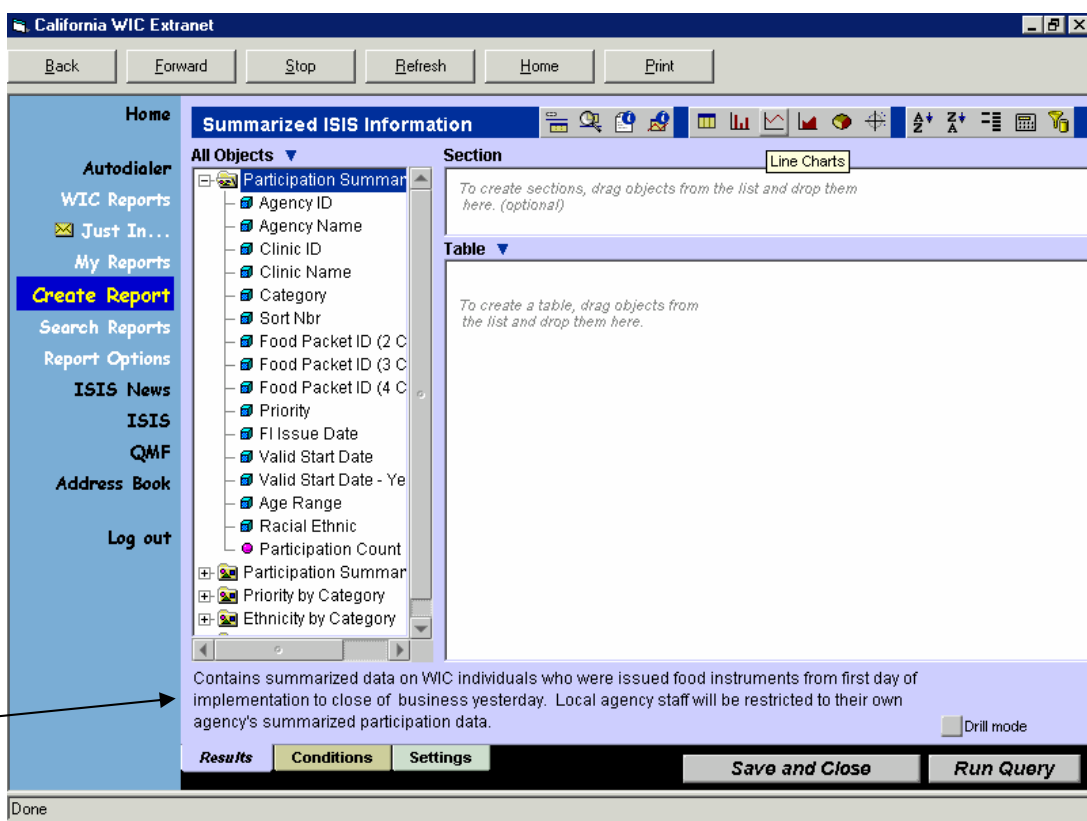 California WIC Extranet
Back Forward Stop Refresh Home Print
Home
Autodialer
WIC Reports
Just In...
My Reports
Create Report
Search Reports
Report Options
ISIS News
ISIS
QMF
Address Book
Log out
Summarized ISIS Information
All Objects
Participation Summar
Agency ID
Agency Name
Clinic ID
Clinic Name
Category
Sort Nbr
Food Packet ID (2 C
Food Packet ID (3 C
Food Packet ID (4 C
Priority
FI Issue Date
Valid Start Date
Valid Start Date - Ye
Age Range
Racial Ethnic
Participation Count
Participation Summar
Priority by Category
Ethnicity by Category
Section
Line Charts
To create sections, drag objects from the list and drop them
here. (optional)
Table
To create a table, drag objects from
the list and drop them here.
Contains summarized data on WIC individuals who were issued food instruments from first day of
implementation to close of business yesterday. Local agency staff will be restricted to their own
agency's summarized participation data.
Drill mode
Results Conditions Settings
Save and Close Run Query
Done